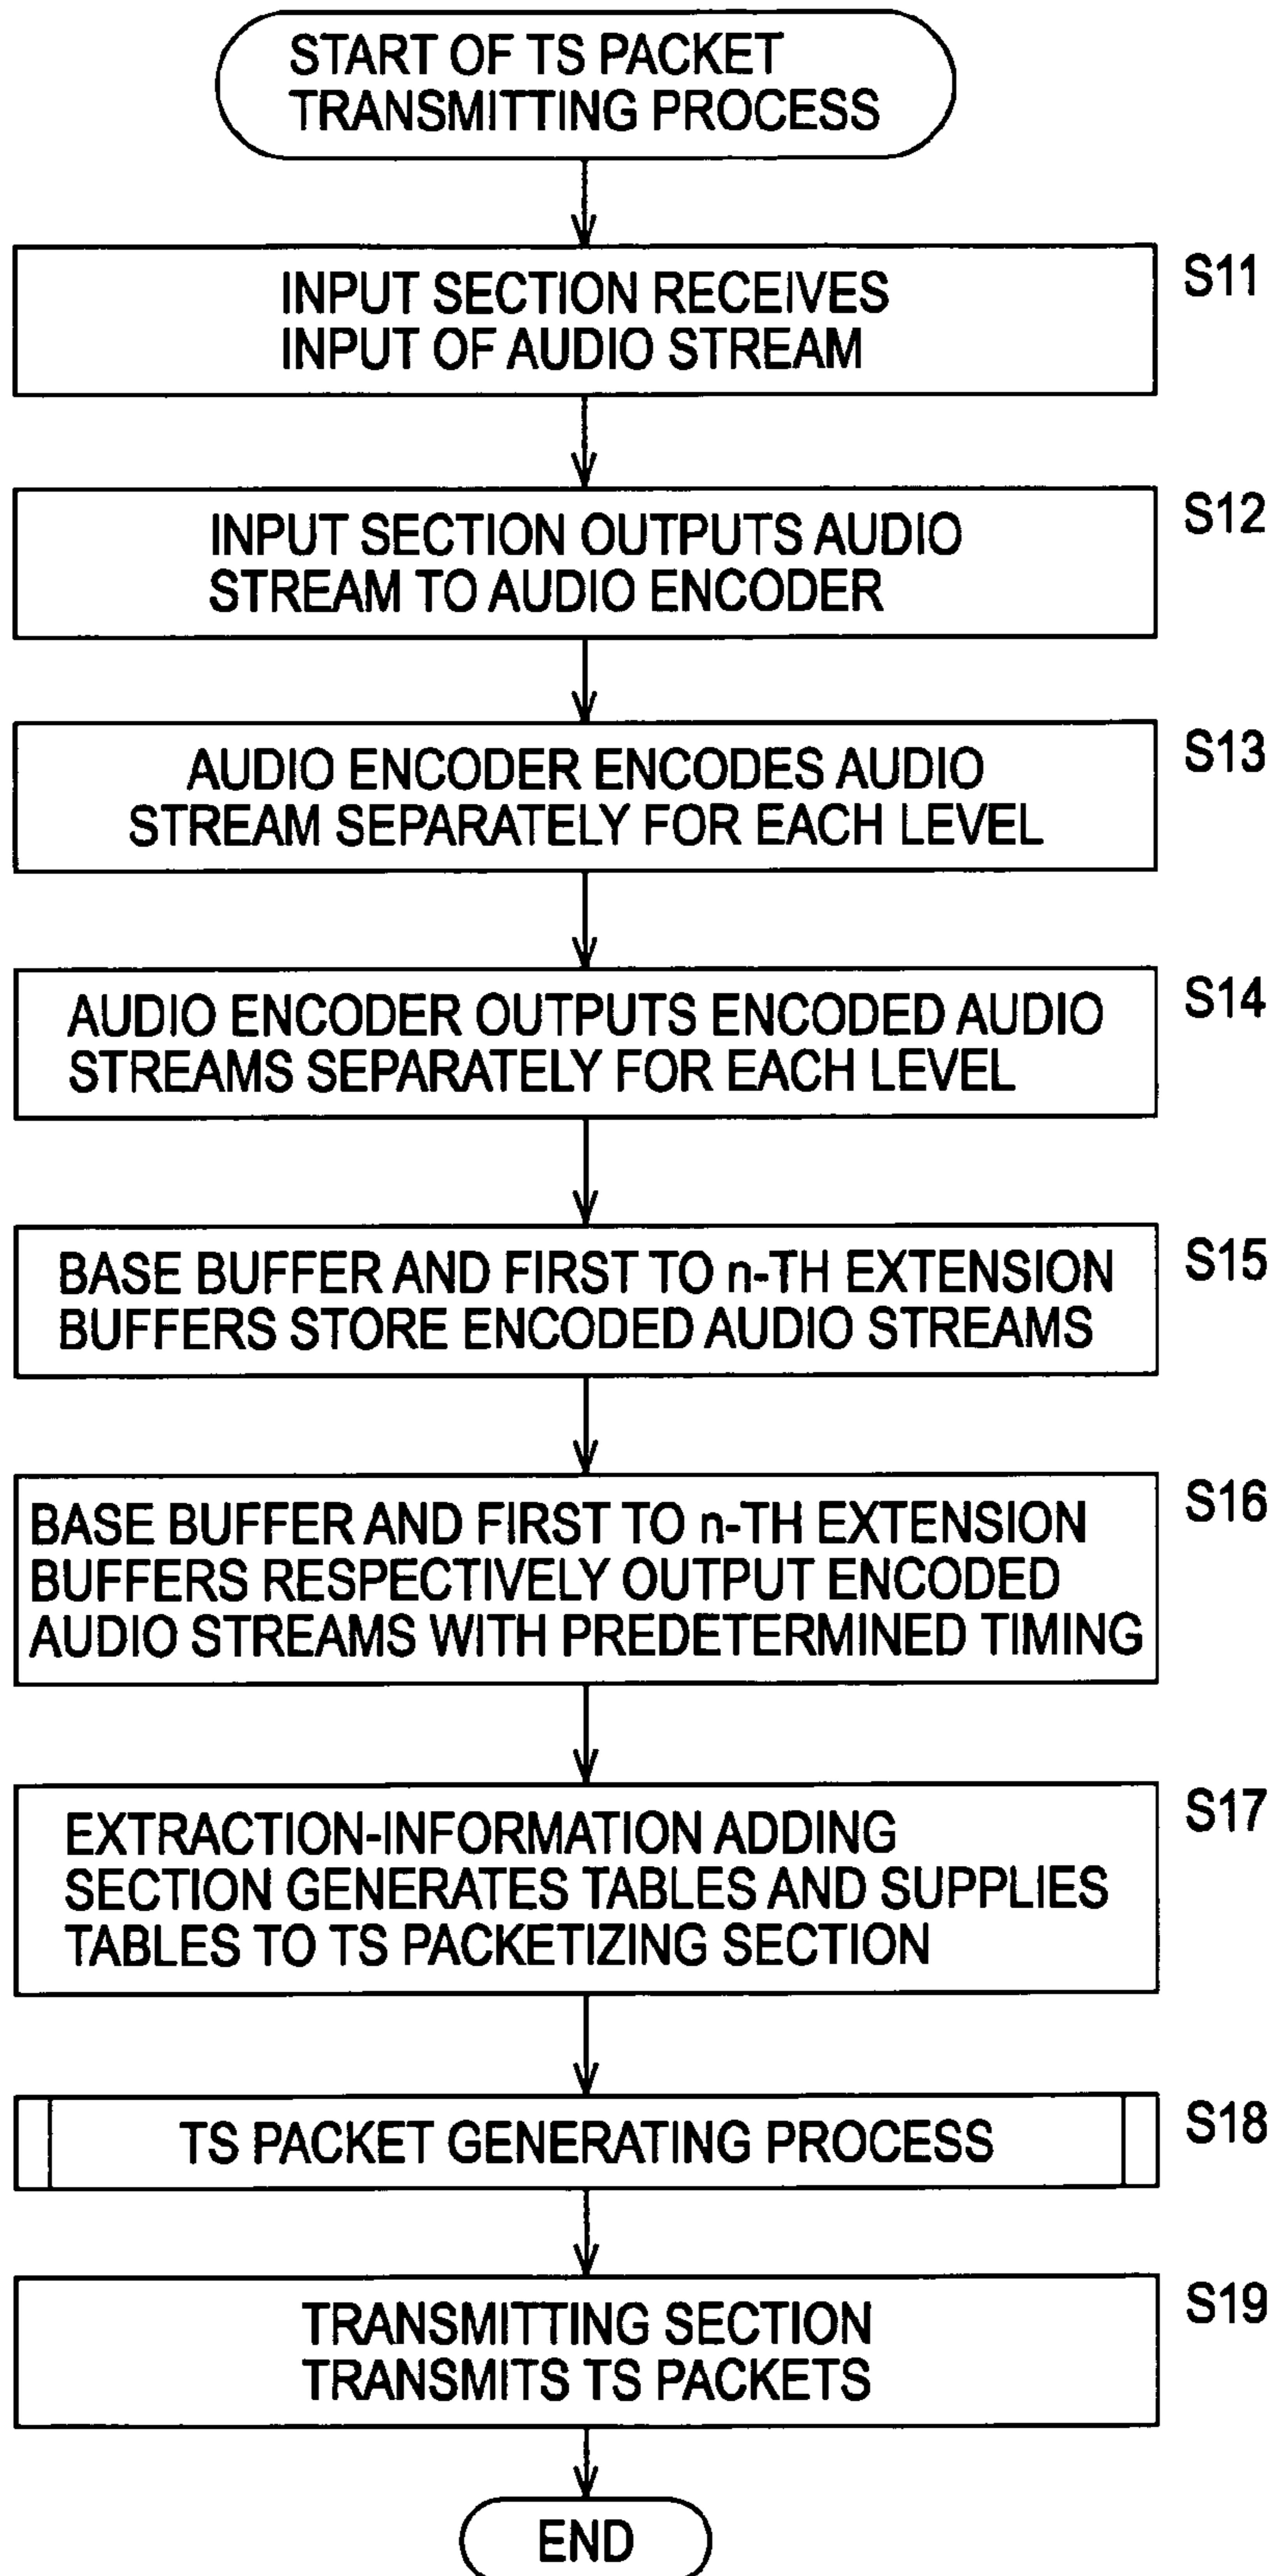 START OF TS PACKET
TRANSMITTING PROCESS
S11
INPUT SECTION RECEIVES
INPUT OF AUDIO STREAM
S12
INPUT SECTION OUTPUTS AUDIO
STREAM TO AUDIO ENCODER
S13
AUDIO ENCODER ENCODES AUDIO
STREAM SEPARATELY FOR EACH LEVEL
S14
AUDIO ENCODER OUTPUTS ENCODED AUDIO
STREAMS SEPARATELY FOR EACH LEVEL
S15
BASE BUFFER AND FIRST TO n-TH EXTENSION
BUFFERS STORE ENCODED AUDIO STREAMS
S16
BASE BUFFER AND FIRST TO n-TH EXTENSION
BUFFERS RESPECTIVELY OUTPUT ENCODED
AUDIO STREAMS WITH PREDETERMINED TIMING
S17
EXTRACTION-INFORMATION ADDING
SECTION GENERATES TABLES AND SUPPLIES
TABLES TO TS PACKETIZING SECTION
S18
TS PACKET GENERATING PROCESS
S19
TRANSMITTING SECTION
TRANSMITS TS PACKETS
END